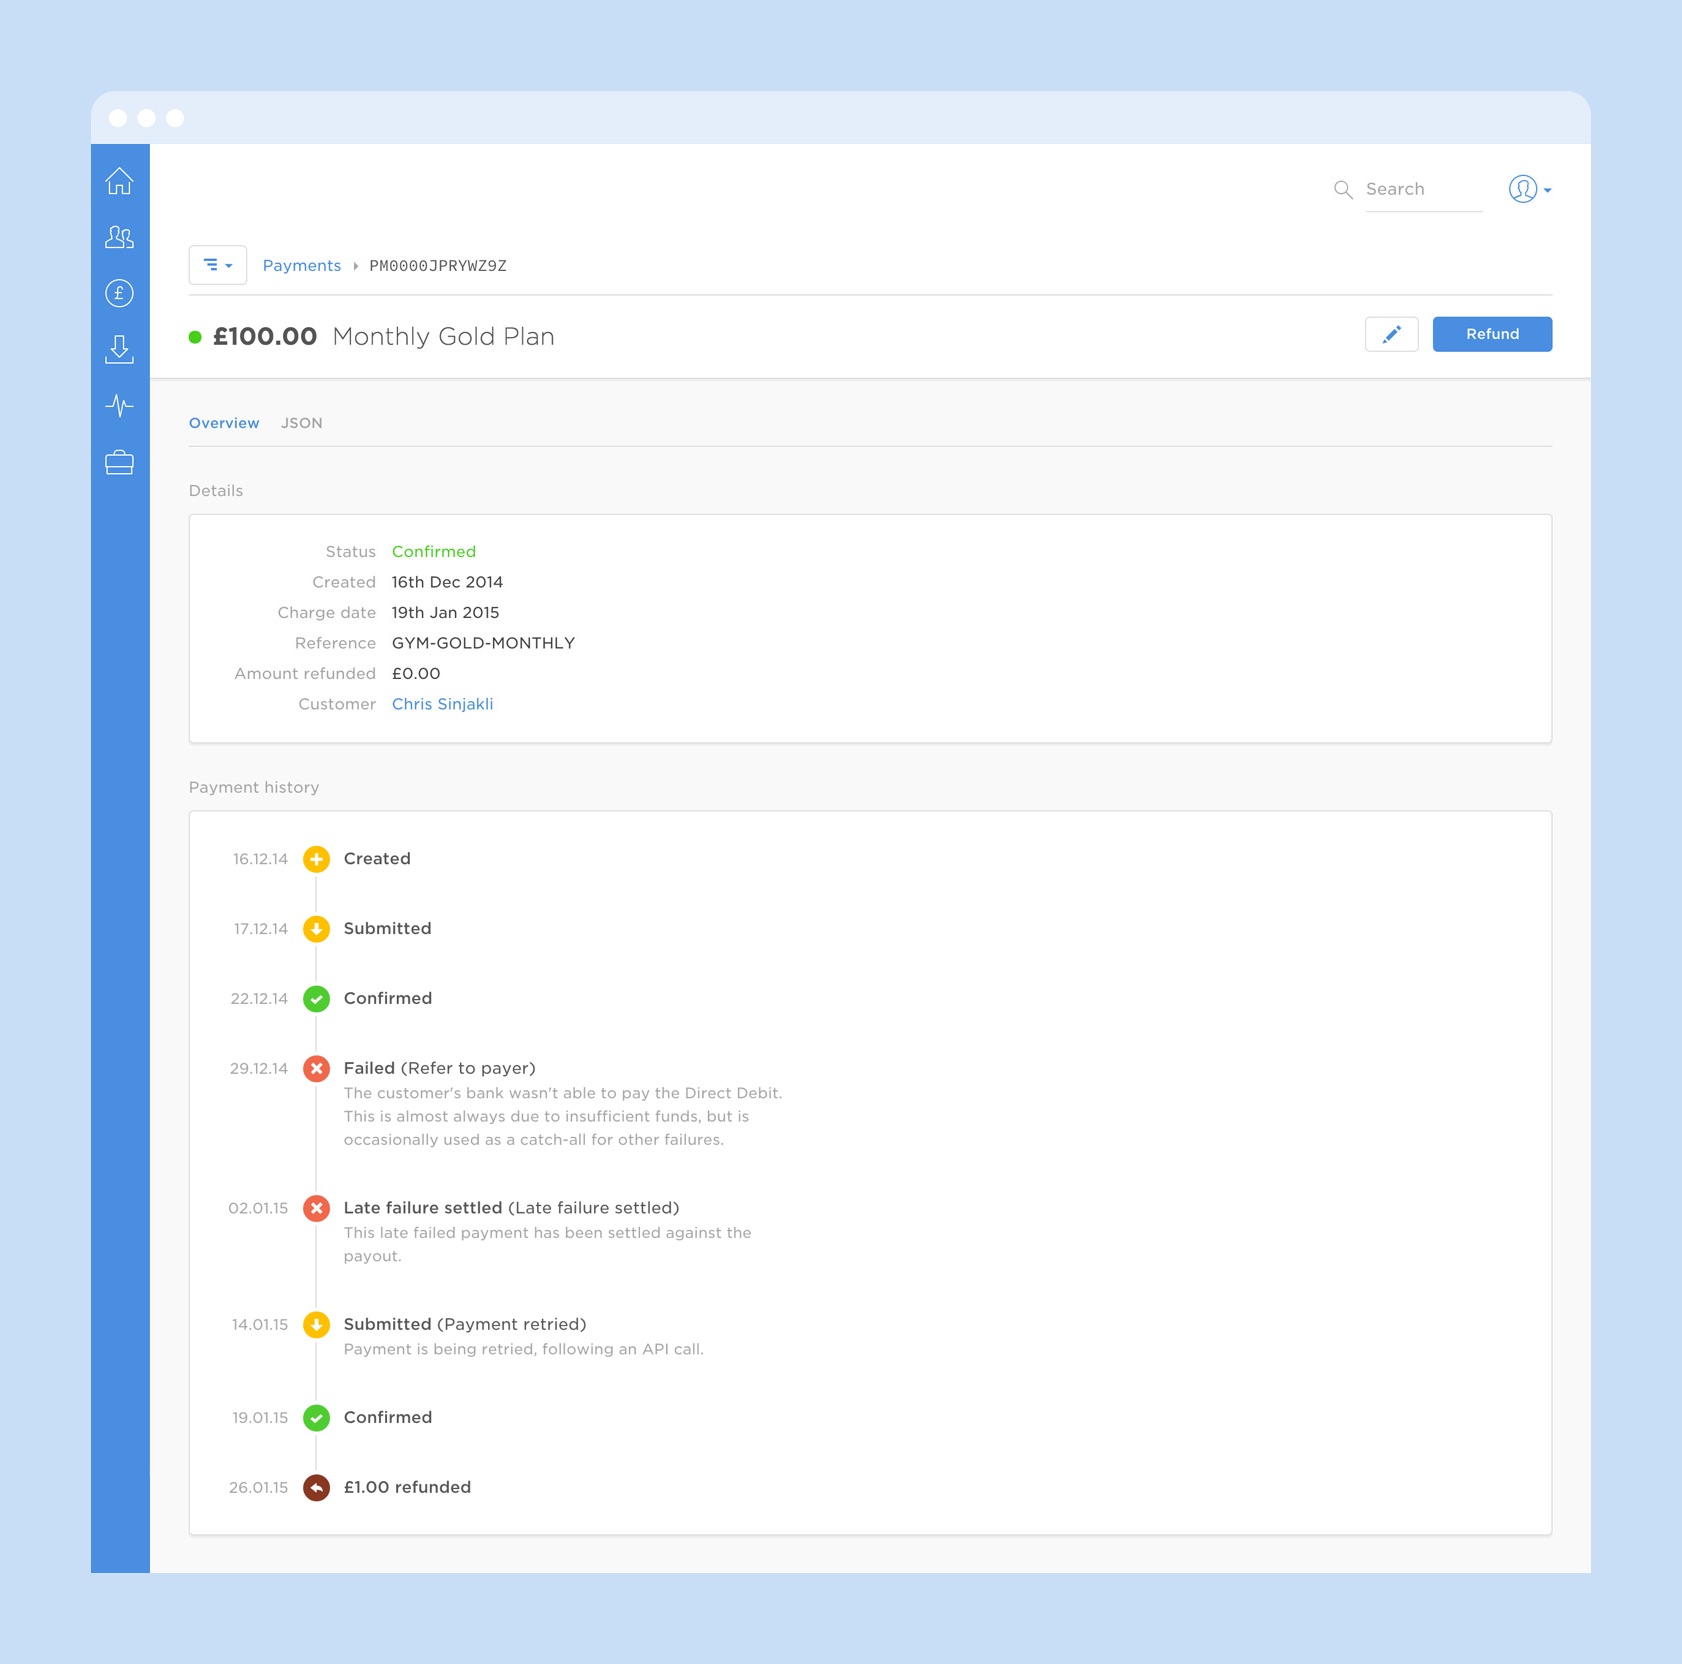 Search
Payments PM0000JPRYWZ9Z
£100.00 Monthly Gold Plan
Refund
Overview JSON
Details
Status Confirmed
Created 16th Dec 2014
Charge date 19th Jan 2015
Reference GYM-GOLD-MONTHLY
Amount refunded £0.00
Customer Chris Sinjakli
Payment history
16.12.14 Created
17.12.14 Submitted
22.12.14 Confirmed
29.12.14 Failed (Refer to payer)
The customer's bank wasn't able to pay the Direct Debit.
This is almost always due to insufficient funds, but is
occasionally used as a catch-all for other failures.
02.01.15 Late failure settled (Late failure settled)
This late failed payment has been settled against the
payout.
14.01.15 Submitted (Payment retried)
Payment is being retried, following an API call.
19.01.15 Confirmed
26.01.15 £1.00 refunded